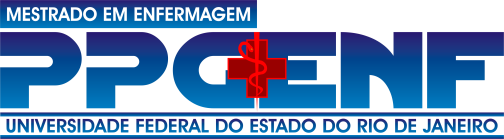 MESTRADO EM ENFERMAGEM
PPGENF
UNIVERSIDADE FEDERAL DO ESTADO DO RIO DE JANEIRO